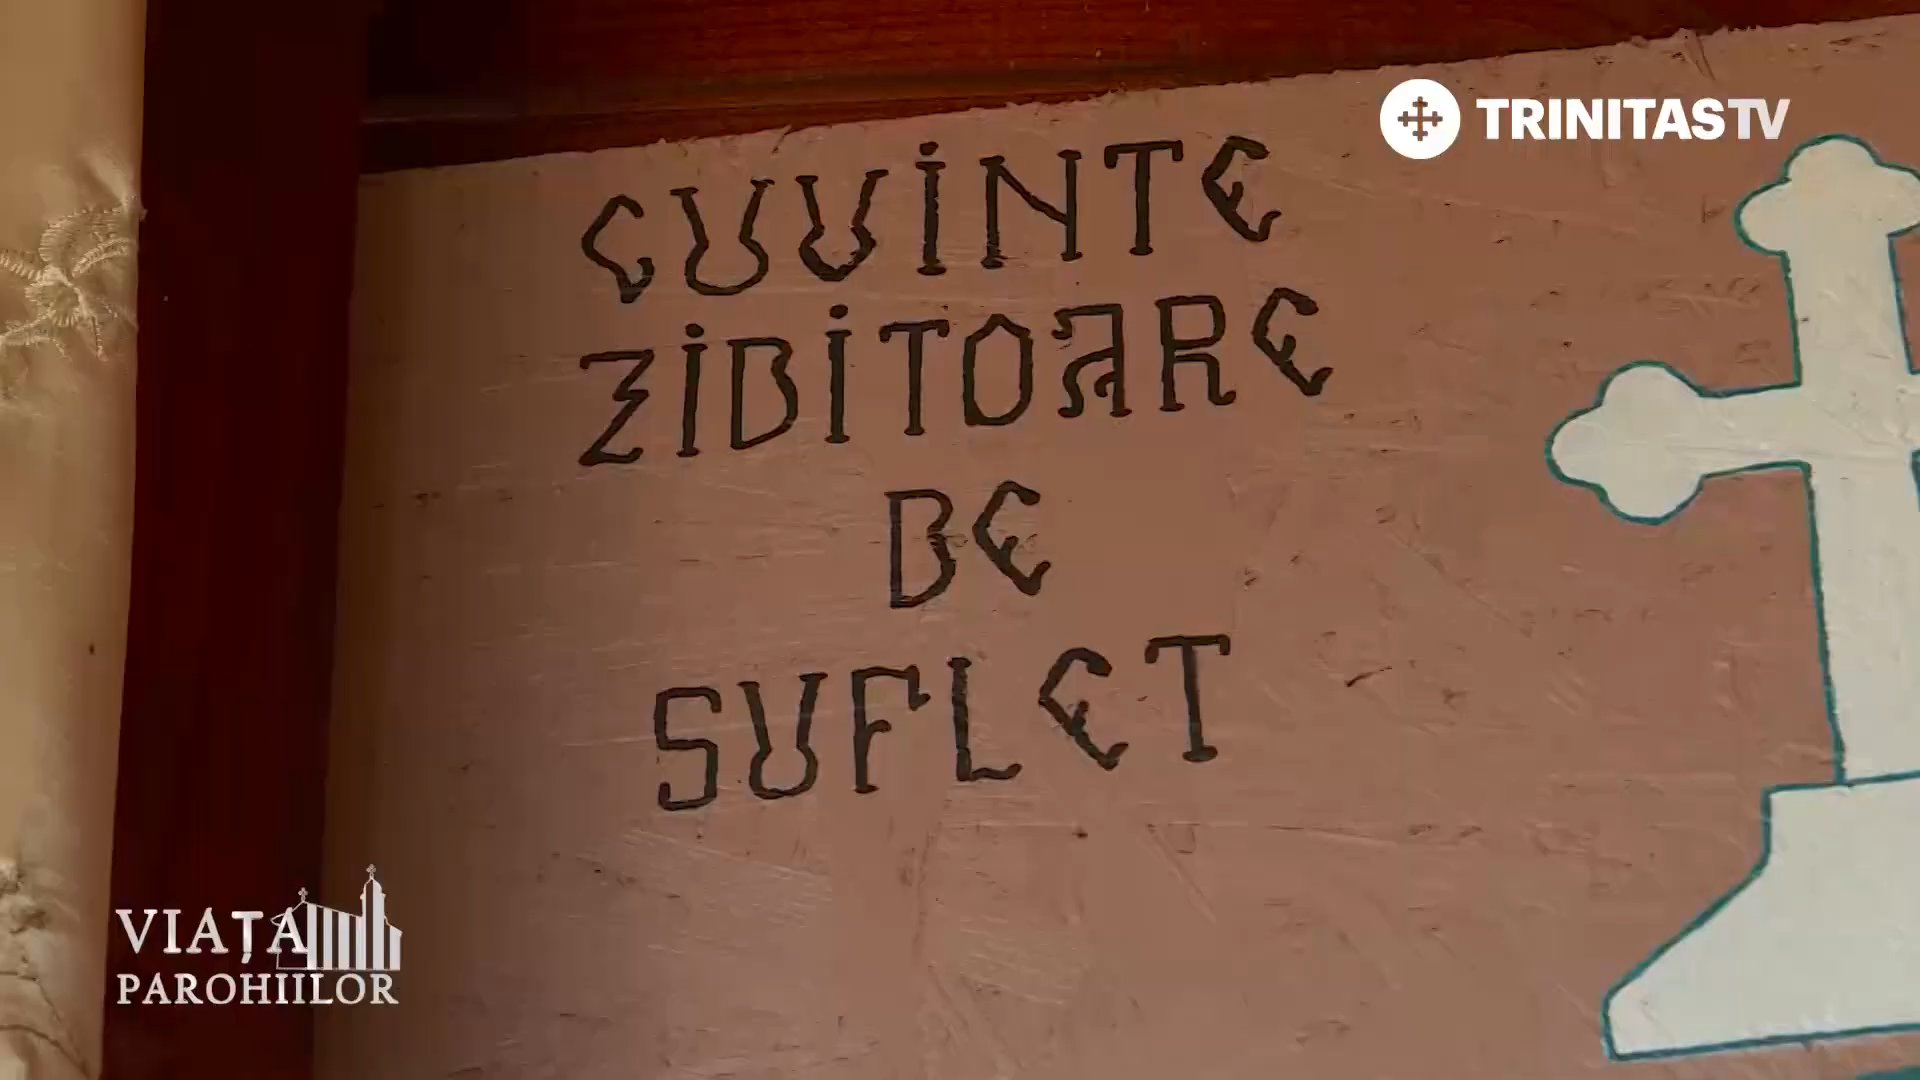 TRINITASTV
CUVINTE
ZIDITOARE
DE
SUFLET
VIAȚA
PAROHIILOR